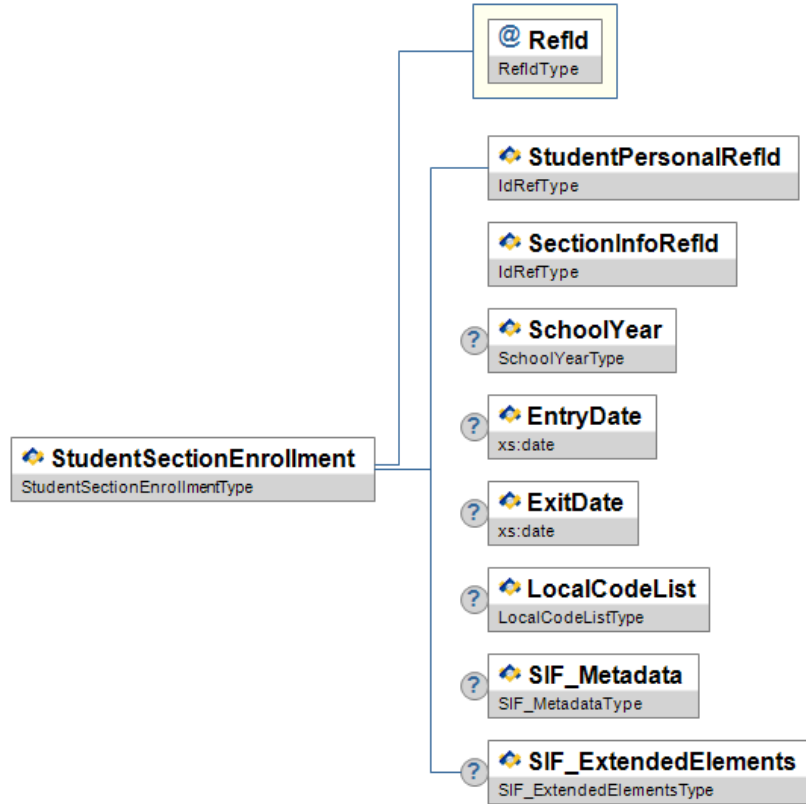 @ RefId
RefIdType
StudentPersonalRefId
IdRefType
SectionInfoRefId
IdRefType
? SchoolYear
SchoolYearType
? EntryDate
xs:date
StudentSectionEnrollment
StudentSectionEnrollmentType
? ExitDate
xs:date
? LocalCodeList
LocalCodeListType
? SIF_Metadata
SIF_MetadataType
? SIF_ExtendedElements
SIF_ExtendedElementsType